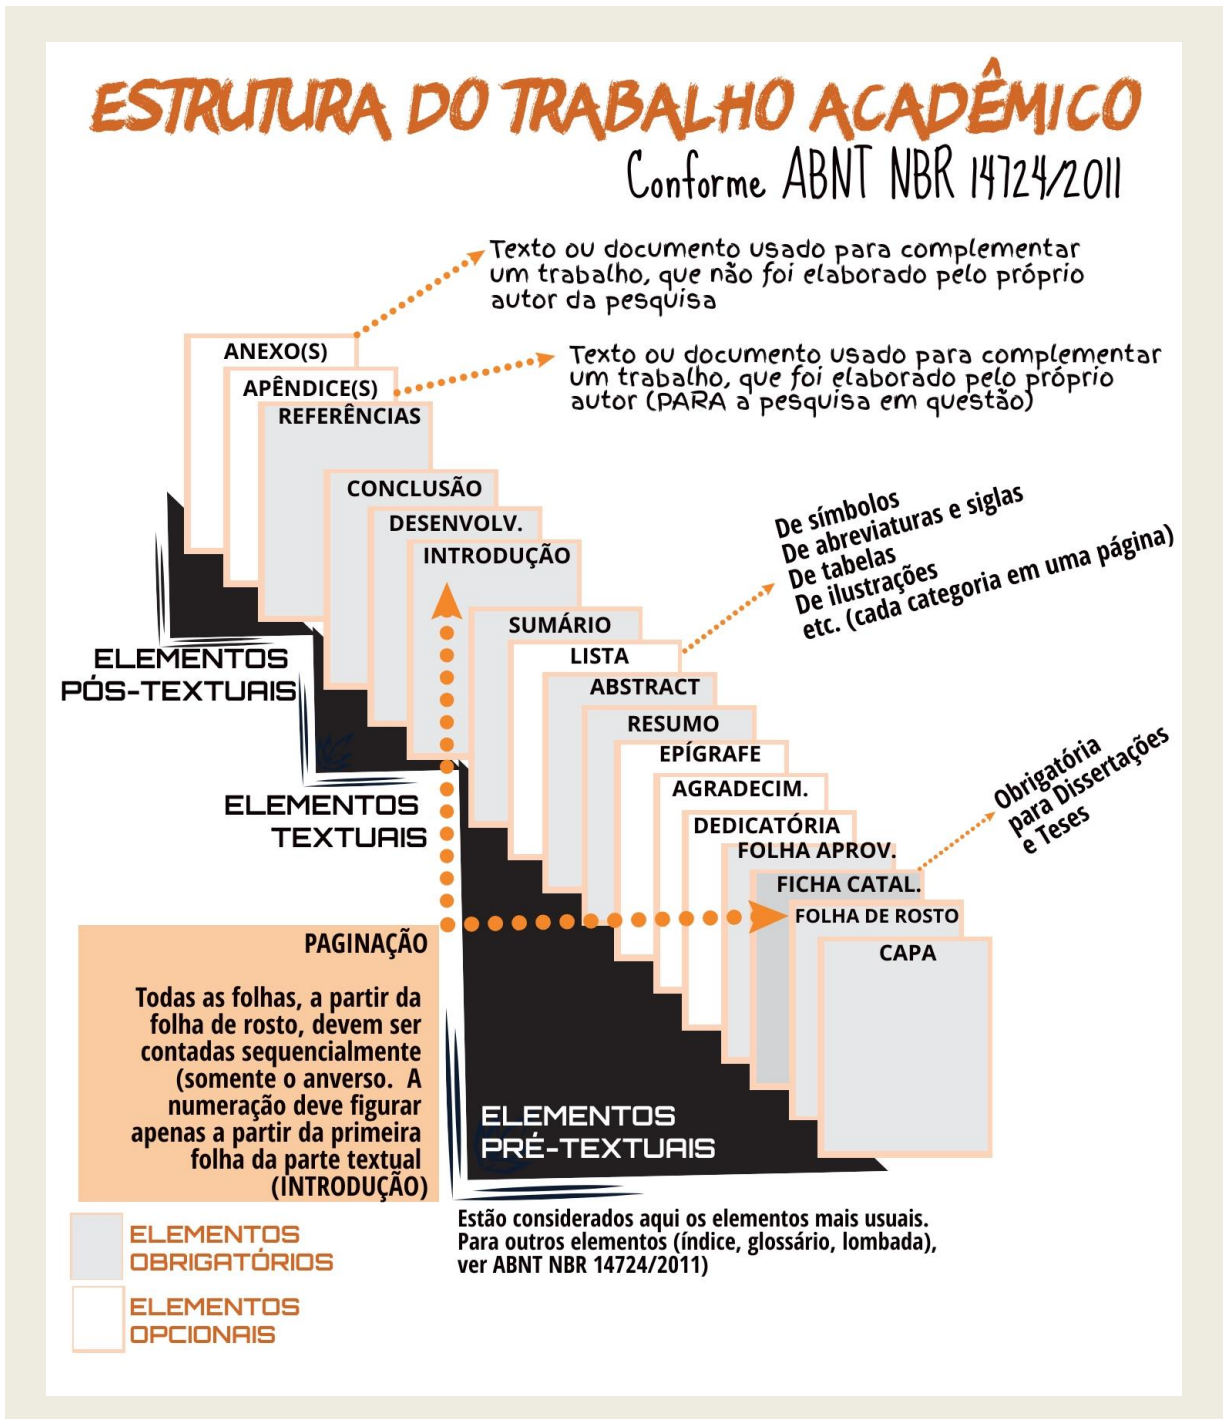 ESTRUTURA DO TRABALHO ACADÊMICO
Conforme ABNT NBR 14724/2011
Texto ou documento usado para complementar
um trabalho, que não foi elaborado pelo próprio
autor da pesquisa
Texto ou documento usado para complementar
um trabalho, que foi elaborado pelo próprio
autor (PARA a pesquisa em questão)
ANEXO(S)
APÊNDICE(S)
REFERÊNCIAS
CONCLUSÃO
DESENVOLV.
INTRODUÇÃO
De símbolos
De abreviaturas e siglas
De tabelas
De ilustrações
etc. (cada categoria em uma página)
SUMÁRIO
LISTA
ABSTRACT
RESUMO
EPÍGRAFE
AGRADECIM.
DEDICATÓRIA
FOLHA APROV.
FICHA CATAL.
FOLHA DE ROSTO
CAPA
Obrigatória
para Dissertações
e Teses
ELEMENTOS
PÓS-TEXTUAIS
ELEMENTOS
TEXTUAIS
PAGINAÇÃO
Todas as folhas, a partir da
folha de rosto, devem ser
contadas sequencialmente
(somente o anverso. A
numeração deve figurar
apenas a partir da primeira
folha da parte textual
(INTRODUÇÃO)
ELEMENTOS
PRÉ-TEXTUAIS
Estão considerados aqui os elementos mais usuais.
Para outros elementos (índice, glossário, lombada),
ver ABNT NBR 14724/2011)
ELEMENTOS
OBRIGATÓRIOS
ELEMENTOS
OPCIONAIS